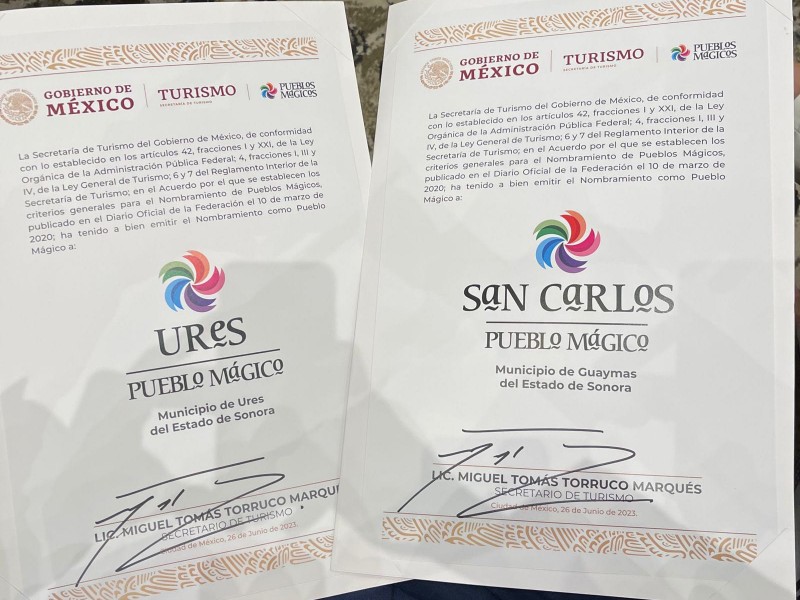 GOBIERNO DE
MÉXICO
TURISMO
SECRETARÍA DE TURISMO
PUEBLOS
MÁGICOS
La Secretaría de Turismo del Gobierno de México, de conformidad
con lo establecido en los artículos 42, fracciones I y XXI, de la Ley
Orgánica de la Administración Pública Federal; 4, fracciones I, III y
IV, de la Ley General de Turismo; 6 y 7 del Reglamento Interior de la
Secretaría de Turismo; en el Acuerdo por el que se establecen los
criterios generales para el Nombramiento de Pueblos Mágicos,
publicado en el Diario Oficial de la Federación el 10 de marzo de
2020; ha tenido a bien emitir el Nombramiento como Pueblo
Mágico a:
URes
PUEBLO MáGICO
Municipio de Ures
del Estado de Sonora
LIC. MIGUEL TOMÁS TORRUCO MARQU
SECRETARIO DE TURISMO
Ciudad de México, 26 de Junio de 2023.
GOBIERNO DE
MÉXICO
TURISMO
SECRETARÍA DE TURISMO
PUEBLOS
MÁGICOS
La Secretaría de Turismo del Gobierno de México, de conformidad
con lo establecido en los artículos 42, fracciones I y XXI, de la Ley
Orgánica de la Administración Pública Federal; 4, fracciones I, III y
IV, de la Ley General de Turismo; 6 y 7 del Reglamento Interior de la
Secretaría de Turismo; en el Acuerdo por el que se establecen los
criterios generales para el Nombramiento de Pueblos Mágicos,
publicado en el Diario Oficial de la Federación el 10 de marzo de
2020; ha tenido a bien emitir el Nombramiento como Pueblo
Mágico a:
SaN CaRLOS
PUEBLO MáGICO
Municipio de Guaymas
del Estado de Sonora
LIC. MIGUEL TOMÁS TORRUCO MARQUÉS
SECRETARIO DE TURISMO
Ciudad de México, 26 de Junio de 2023.